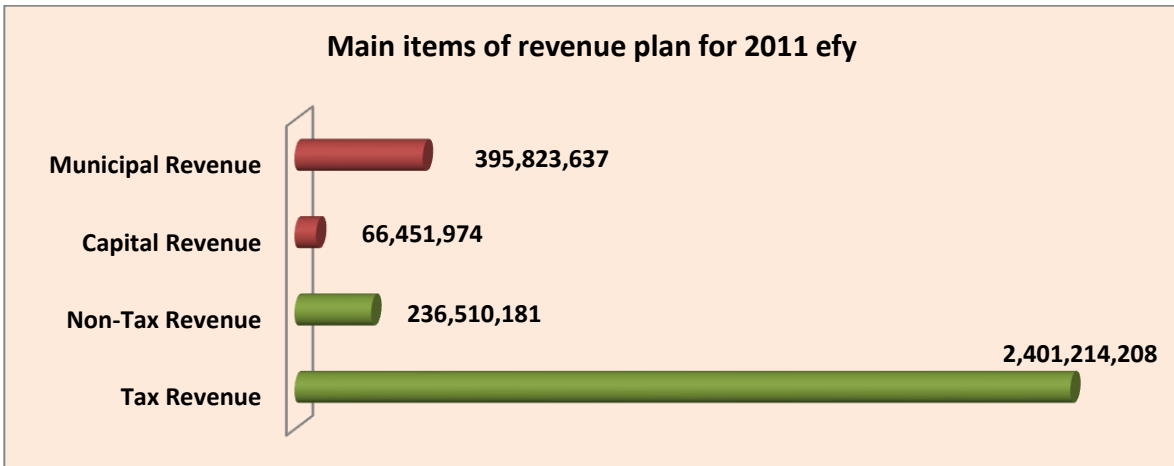 Main items of revenue plan for 2011 efy
Municipal Revenue
395,823,637
Capital Revenue
66,451,974
Non-Tax Revenue
236,510,181
2,401,214,208
Tax Revenue